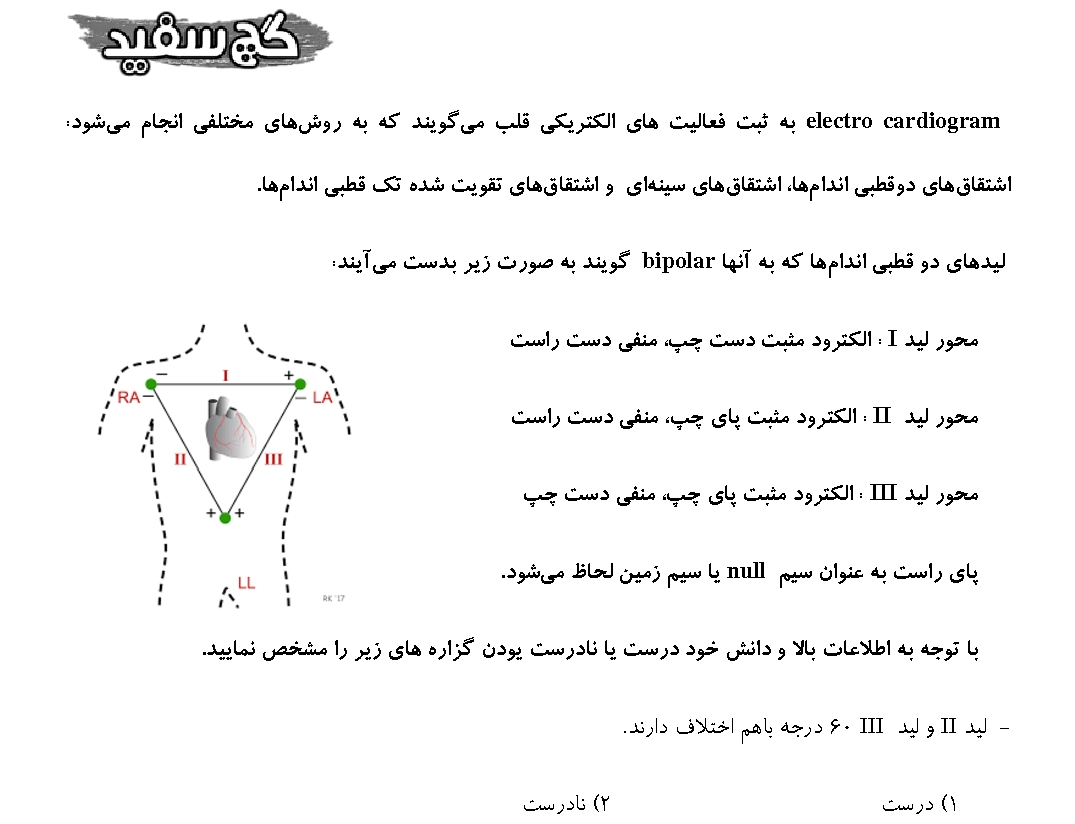 گچ سفید
electro cardiogram به ثبت فعالیت های الکتریکی قلب می‌گویند که به روش‌های مختلفی انجام می‌شود:
اشتقاق‌های دوقطبی اندام‌ها، اشتقاق‌های سینه‌ای و اشتقاق‌های تقویت شده تک قطبی اندام‌ها.
لیدهای دو قطبی اندام‌ها که به آنها bipolar گویند به صورت زیر بدست می‌آیند:
محور لید I : الکترود مثبت دست چپ، منفی دست راست
محور لید II : الکترود مثبت پای چپ، منفی دست راست
محور لید III : الکترود مثبت پای چپ، منفی دست چپ
پای راست به عنوان سیم null یا سیم زمین لحاظ می‌شود.
− I +
RA − − LA
II III
+ +
LL
RK '17
با توجه به اطلاعات بالا و دانش خود درست یا نادرست یودن گزاره های زیر را مشخص نمایید.
- لید II و لید III ۶۰ درجه باهم اختلاف دارند.
۱) درست ۲) نادرست